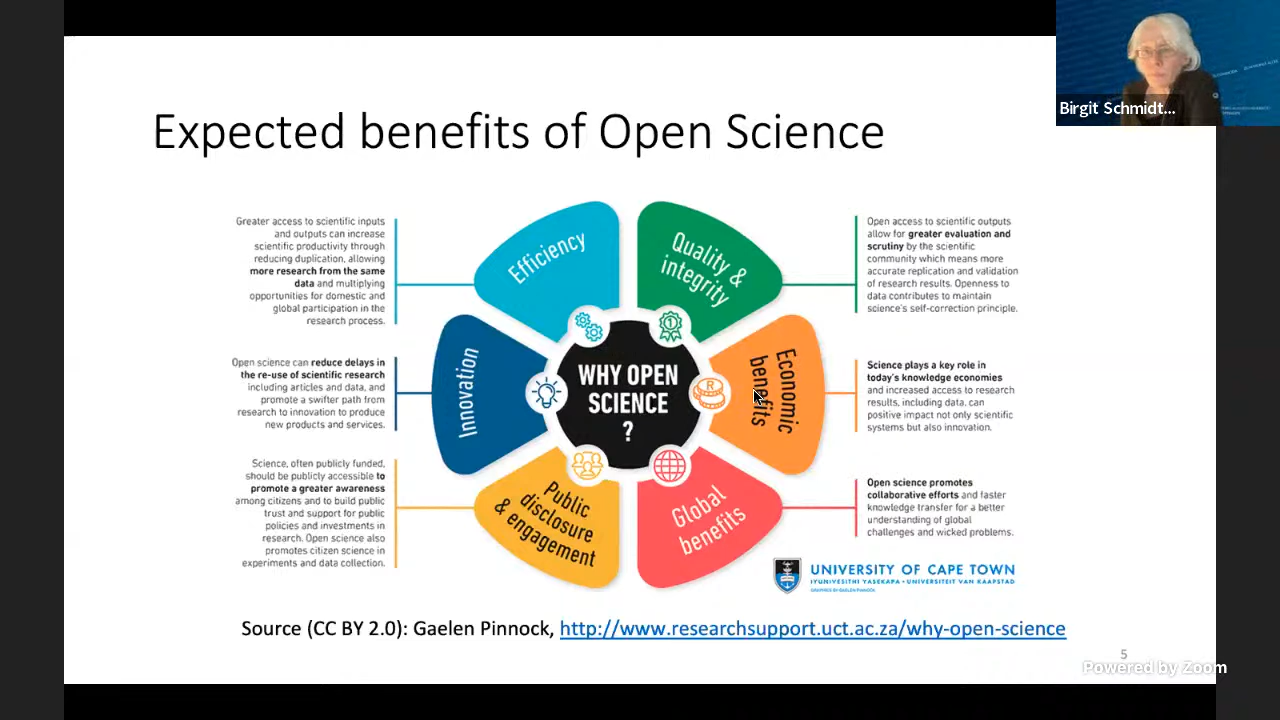 Birgit Schmidt...
Expected benefits of Open Science
Greater access to scientific inputs
and outputs can increase
scientific productivity through
reducing duplication, allowing
more research from the same
data and multiplying
opportunities for domestic and
global participation in the
research process.
Open science can reduce delays in
the re-use of scientific research
including articles and data, and
promote a swifter path from
research to innovation to produce
new products and services.
Science, often publicly funded,
should be publicly accessible to
promote a greater awareness
among citizens and to build public
trust and support for public
policies and investments in
research. Open science also
promotes citizen science in
experiments and data collection.
Efficiency
Quality &
integrity
Innovation
WHY OPEN
SCIENCE
?
Economic
benefits
Public
disclosure
& engagement
Global
benefits
Open access to scientific outputs
allow for greater evaluation and
scrutiny by the scientific
community which means more
accurate replication and validation
of research results. Openness to
data contributes to maintain
science's self-correction principle.
Science plays a key role in
today's knowledge economies
and increased access to research
results, including data, can
positive impact not only scientific
systems but also innovation.
Open science promotes
collaborative efforts and faster
knowledge transfer for a better
understanding of global
challenges and wicked problems.
UNIVERSITY OF CAPE TOWN
IYUNIVESITHI YASEKAPA • UNIVERSITEIT VAN KAAPSTAD
GRAPHIC BY GAELEN PINNOCK
Source (CC BY 2.0): Gaelen Pinnock, http://www.researchsupport.uct.ac.za/why-open-science
5
Powered by Zoom